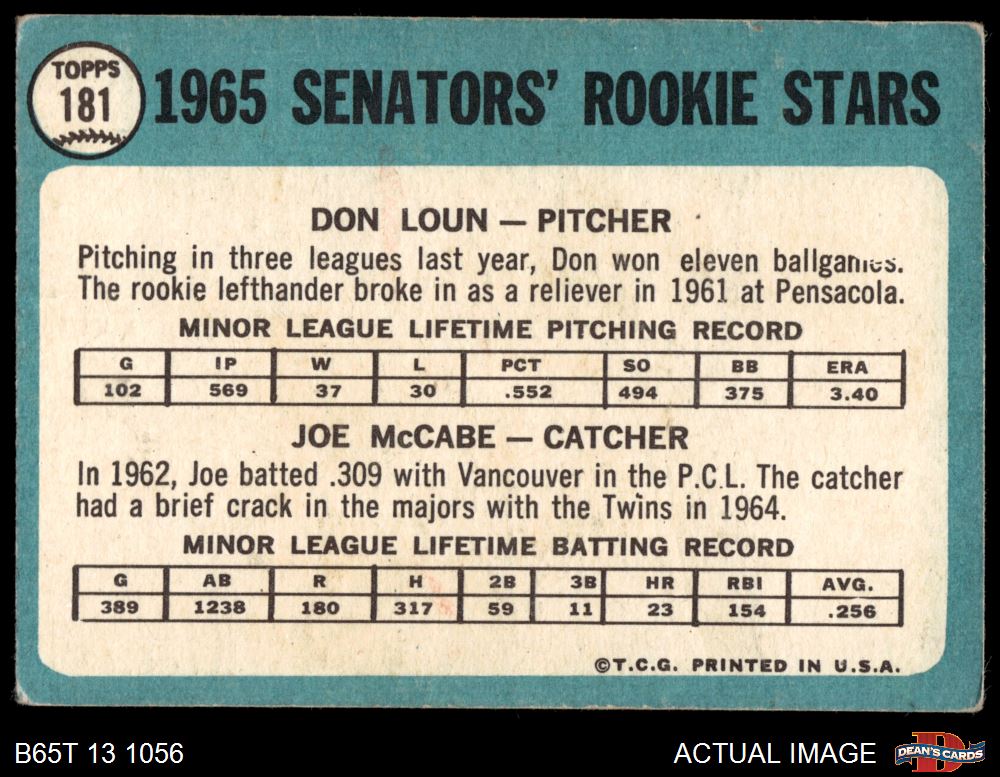 TOPPS
181
1965 SENATORS' ROOKIE STARS
DON LOUN — PITCHER
Pitching in three leagues last year, Don won eleven ballgames.
The rookie lefthander broke in as a reliever in 1961 at Pensacola.
MINOR LEAGUE LIFETIME PITCHING RECORD
G IP W L PCT SO BB ERA
102 569 37 30 .552 494 375 3.40
JOE McCABE — CATCHER
In 1962, Joe batted .309 with Vancouver in the P.C.L. The catcher
had a brief crack in the majors with the Twins in 1964.
MINOR LEAGUE LIFETIME BATTING RECORD
G AB R H 2B 3B HR RBI AVG.
389 1238 180 317 59 11 23 154 .256
©T.C.G. PRINTED IN U.S.A.
B65T 13 1056
ACTUAL IMAGE
DEAN'S CARDS